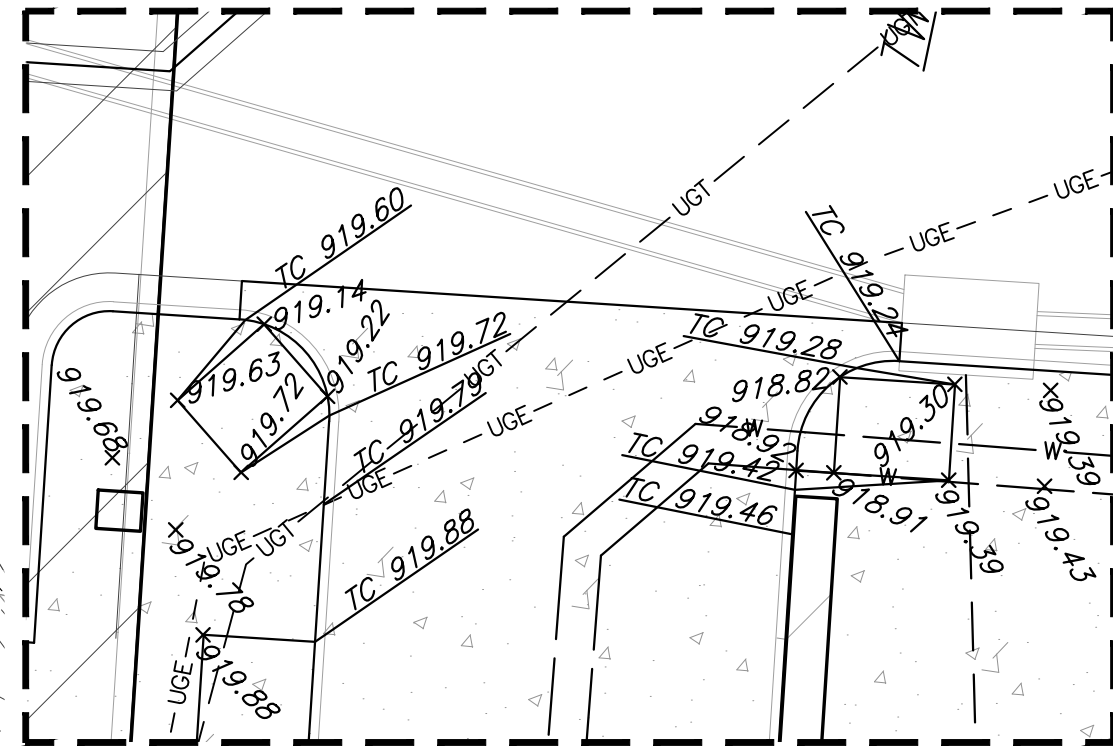 UGN
UGE
UGT
TC 919.60
TC 919.24
UGE
UGE
919.14
919.22
TC 919.72
TC 919.28
UGE
919.63
UGT
918.82
919.30
919.68
919.72
TC 919.79
UGE
918.92
W
W
919.39
TC 919.42
W
UGE
TC 919.46
918.91
919.39
919.43
UGE
UGT
919.78
TC 919.88
919.88
UGE